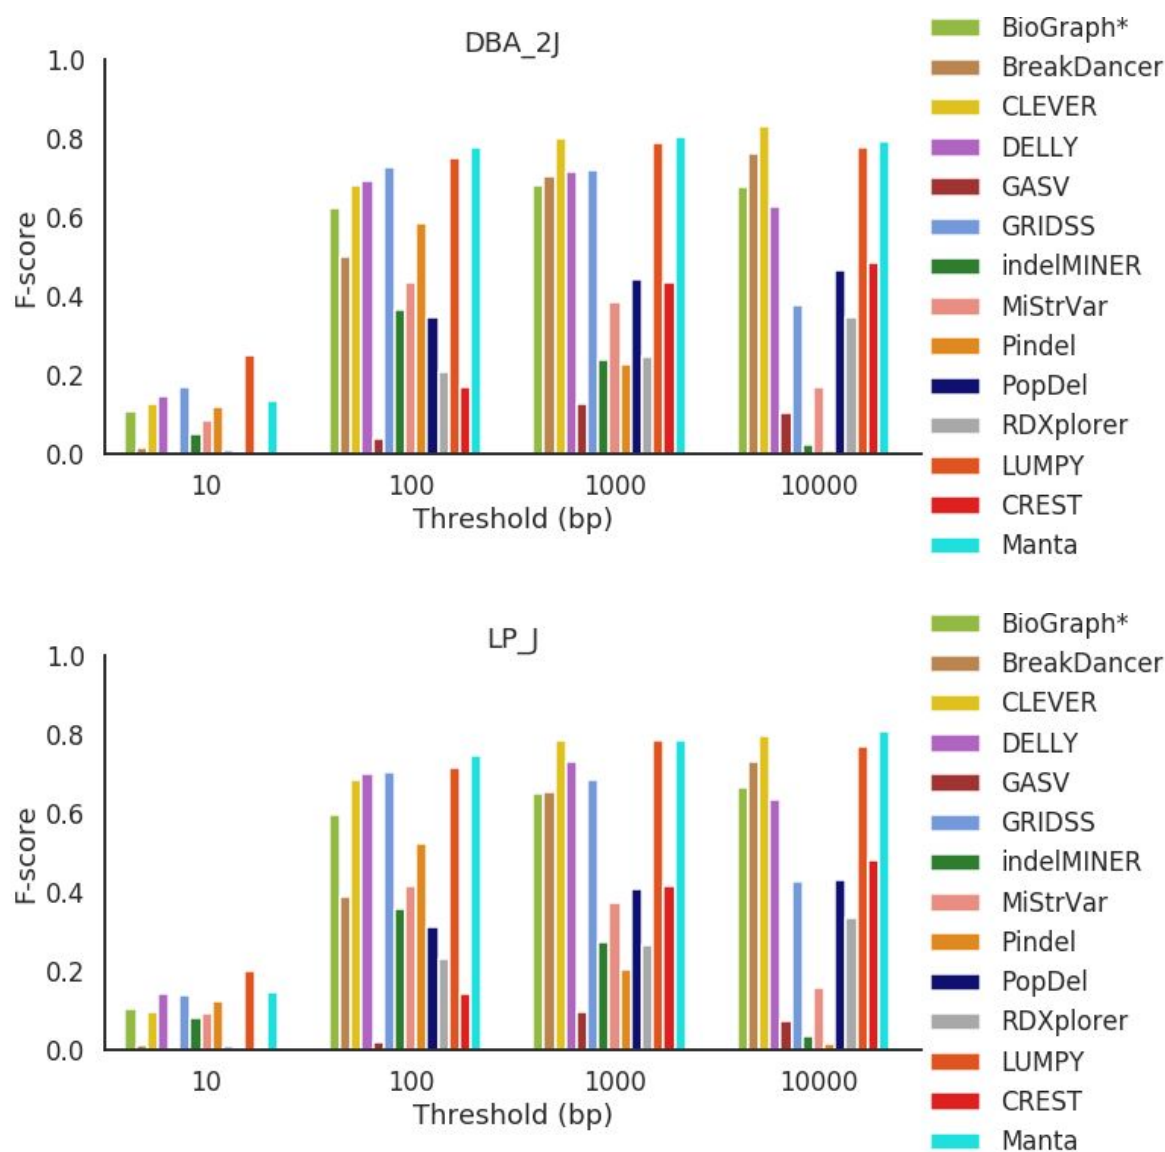 DBA_2J
1.0
0.8
0.6
0.4
0.2
0.0
F-score
10 100 1000 10000
Threshold (bp)
BioGraph*
BreakDancer
CLEVER
DELLY
GASV
GRIDSS
indelMINER
MiStrVar
Pindel
PopDel
RDXplorer
LUMPY
CREST
Manta
LP_J
1.0
0.8
0.6
0.4
0.2
0.0
F-score
10 100 1000 10000
Threshold (bp)
BioGraph*
BreakDancer
CLEVER
DELLY
GASV
GRIDSS
indelMINER
MiStrVar
Pindel
PopDel
RDXplorer
LUMPY
CREST
Manta